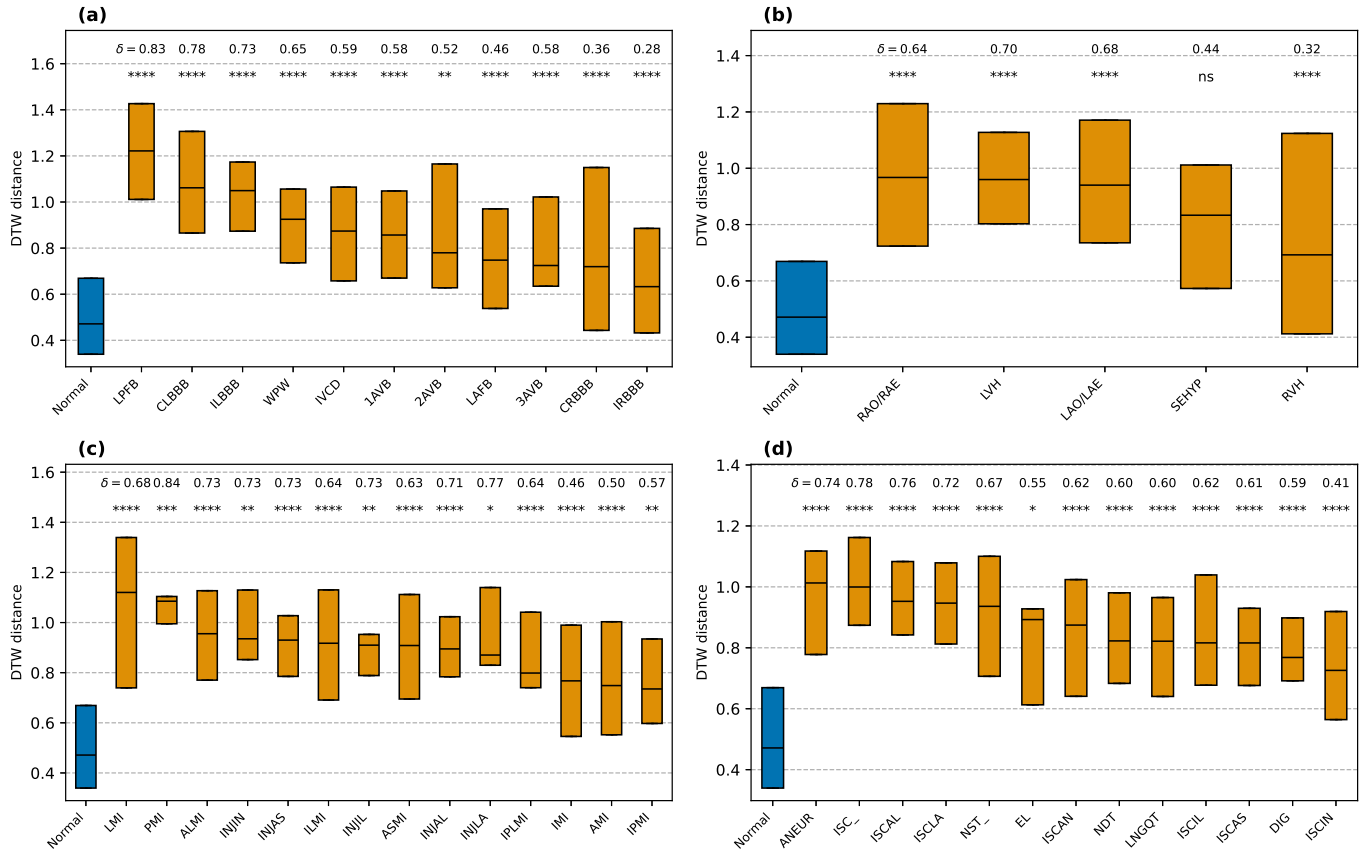 (a)
δ = 0.83 0.78 0.73 0.65 0.59 0.58 0.52 0.46 0.58 0.36 0.28
**** **** **** **** **** **** ** **** **** **** ****
DTW distance
1.6
1.4
1.2
1.0
0.8
0.6
0.4
Normal LPFB CLBBB ILBBB WPW IVCD 1AVB 2AVB LAFB 3AVB CRBBB IRBBB
(b)
δ = 0.64 0.70 0.68 0.44 0.32
**** **** **** ns ****
DTW distance
1.4
1.2
1.0
0.8
0.6
0.4
Normal RAO/RAE LVH LAO/LAE SEHYP RVH
(c)
δ = 0.68 0.84 0.73 0.73 0.73 0.64 0.73 0.63 0.71 0.77 0.64 0.46 0.50 0.57
**** *** **** ** **** **** ** **** **** * **** **** **** **
DTW distance
1.6
1.4
1.2
1.0
0.8
0.6
0.4
Normal LMI PMI ALMI INJIN INJAS ILMI INJIL ASMI INJAL INJLA IPLMI IMI AMI IPMI
(d)
δ = 0.74 0.78 0.76 0.72 0.67 0.55 0.62 0.60 0.60 0.62 0.61 0.59 0.41
**** **** **** **** **** * **** **** **** **** **** **** ****
DTW distance
1.4
1.2
1.0
0.8
0.6
0.4
Normal ANEUR ISC_ ISCAL ISCLA NST_ EL ISCAN NDT LNGQT ISCIL ISCAS DIG ISCIN